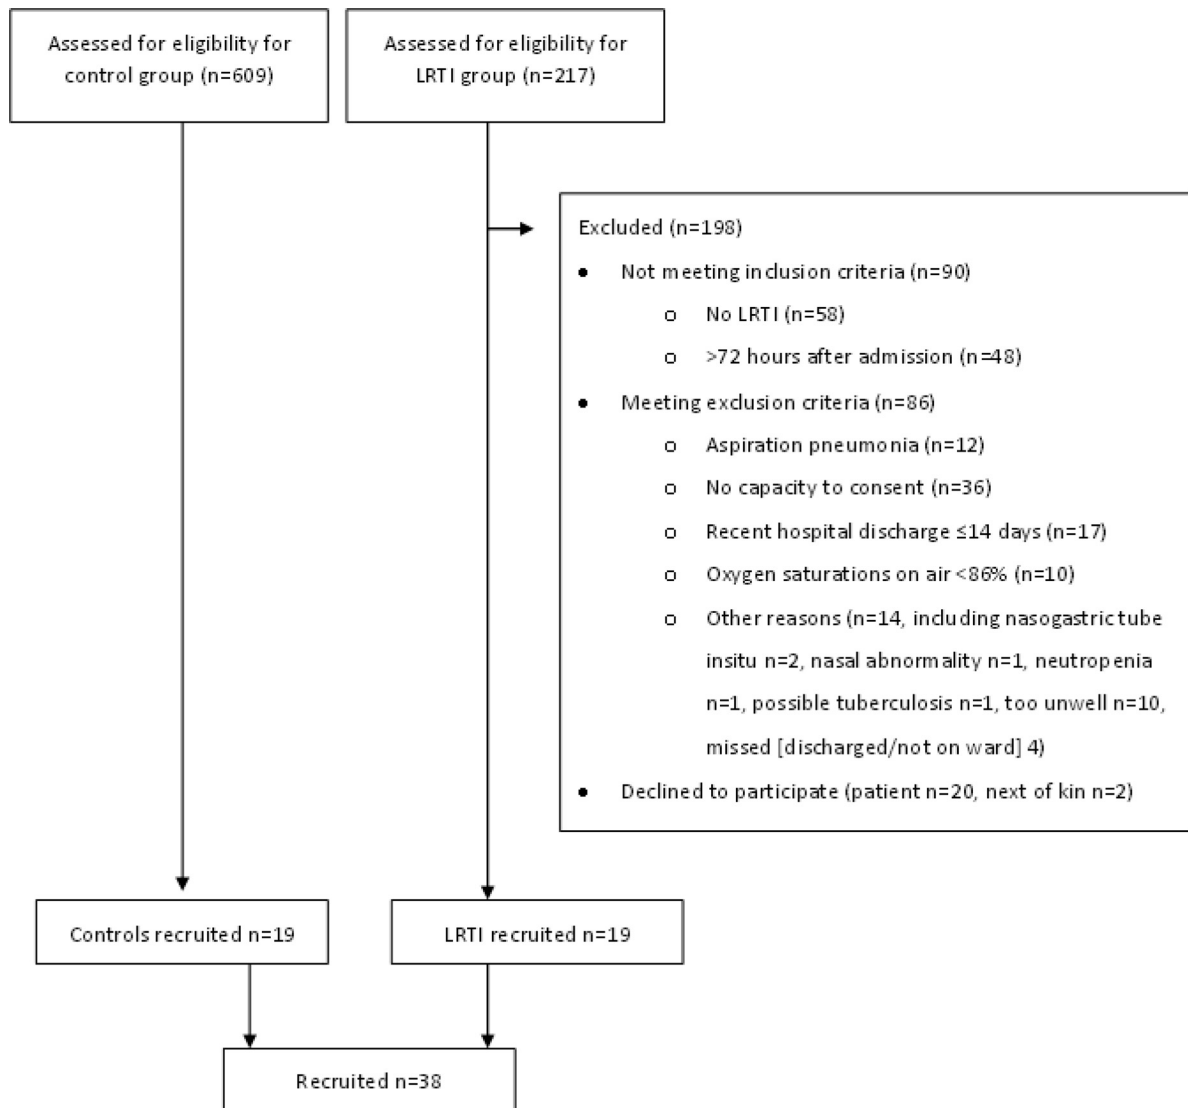 Assessed for eligibility for
control group (n=609)
Assessed for eligibility for
LRTI group (n=217)
Excluded (n=198)
● Not meeting inclusion criteria (n=90)
o No LRTI (n=58)
o >72 hours after admission (n=48)
● Meeting exclusion criteria (n=86)
o Aspiration pneumonia (n=12)
o No capacity to consent (n=36)
o Recent hospital discharge ≤14 days (n=17)
o Oxygen saturations on air <86% (n=10)
o Other reasons (n=14, including nasogastric tube
insitu n=2, nasal abnormality n=1, neutropenia
n=1, possible tuberculosis n=1, too unwell n=10,
missed [discharged/not on ward] 4)
● Declined to participate (patient n=20, next of kin n=2)
Controls recruited n=19
LRTI recruited n=19
Recruited n=38